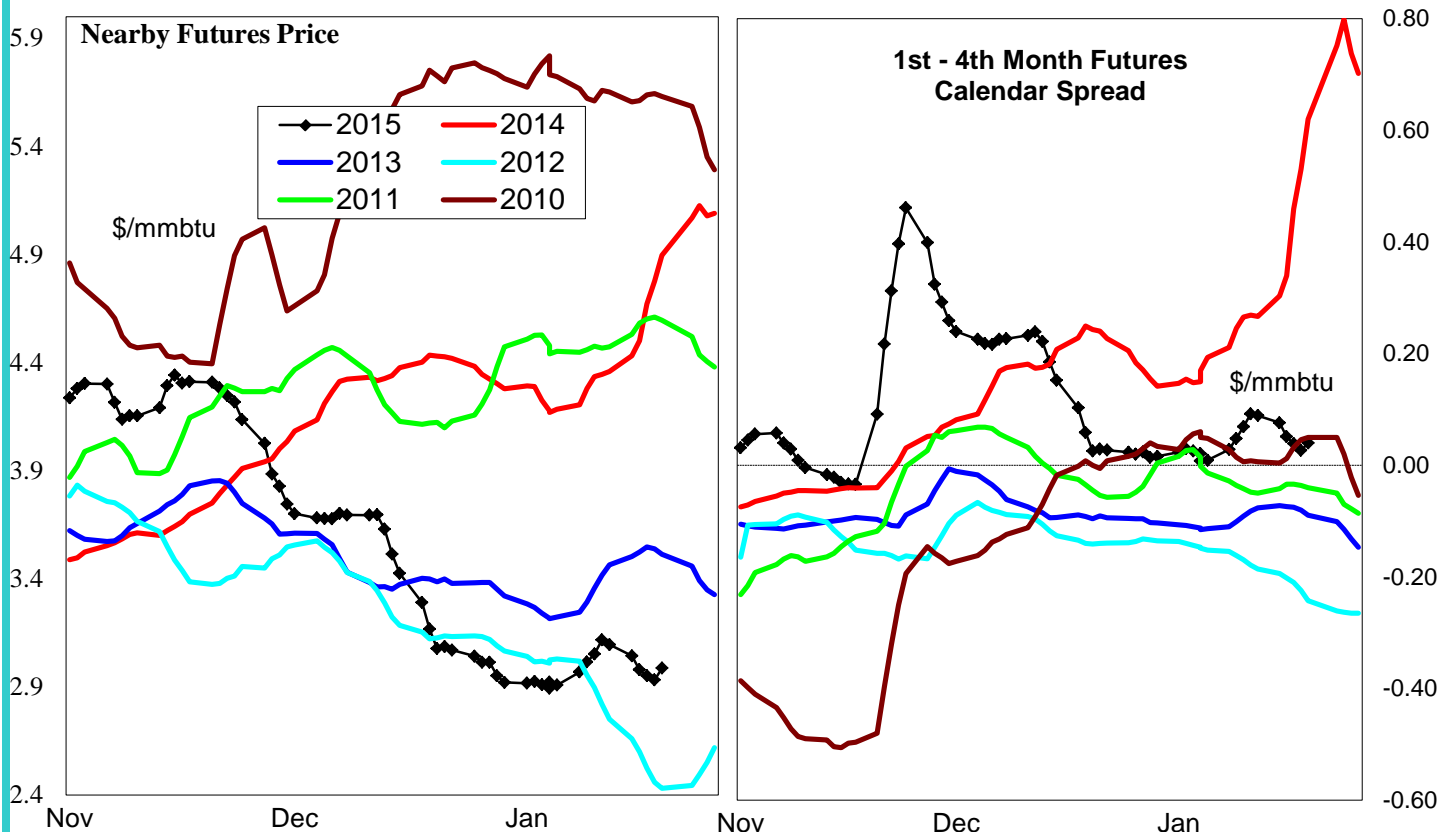 Nearby Futures Price
5.9
5.4
4.9
4.4
3.9
3.4
2.9
2.4
2015 2014
2013 2012
2011 2010
$/mmbtu
Nov Dec Jan
1st - 4th Month Futures
Calendar Spread
$/mmbtu
0.80
0.60
0.40
0.20
0.00
-0.20
-0.40
-0.60
Nov Dec Jan